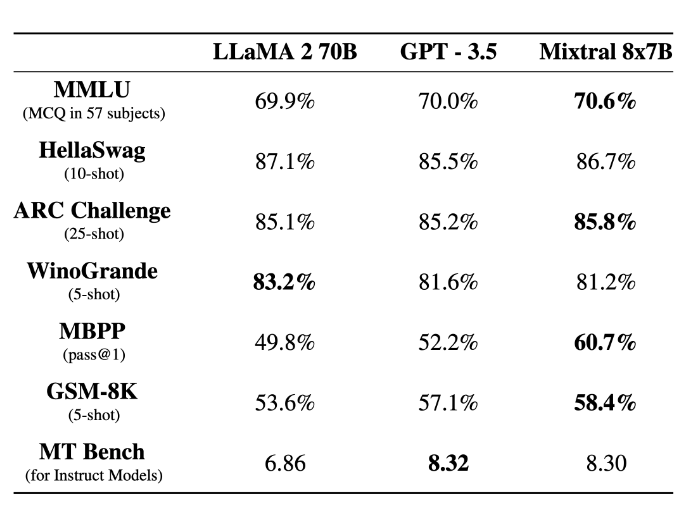 LLaMA 2 70B GPT - 3.5 Mixtral 8x7B
MMLU
(MCQ in 57 subjects) 69.9% 70.0% 70.6%
HellaSwag
(10-shot) 87.1% 85.5% 86.7%
ARC Challenge
(25-shot) 85.1% 85.2% 85.8%
WinoGrande
(5-shot) 83.2% 81.6% 81.2%
MBPP
(pass@1) 49.8% 52.2% 60.7%
GSM-8K
(5-shot) 53.6% 57.1% 58.4%
MT Bench
(for Instruct Models) 6.86 8.32 8.30